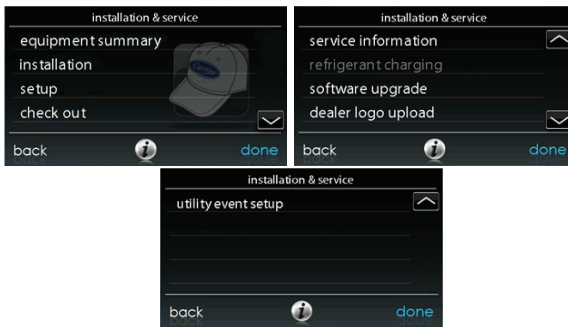 installation & service
equipment summary
installation
setup
check out
Carrier
back
i
done
installation & service
service information
refrigerant charging
software upgrade
dealer logo upload
back
i
done
installation & service
utility event setup
back
i
done